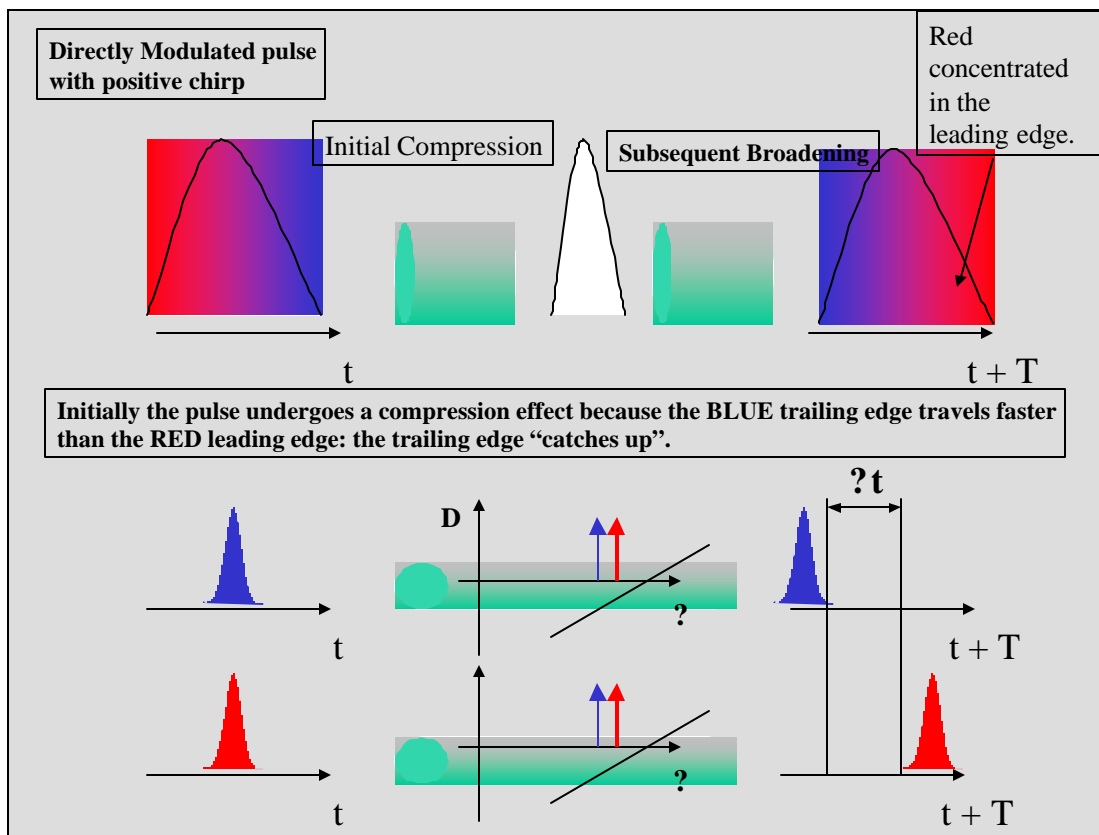 Directly Modulated pulse
with positive chirp
Red
concentrated
in the
leading edge.
Initial Compression
Subsequent Broadening
t
t + T
Initially the pulse undergoes a compression effect because the BLUE trailing edge travels faster
than the RED leading edge: the trailing edge “catches up”.
D
? t
?
t
t + T
?
t
t + T